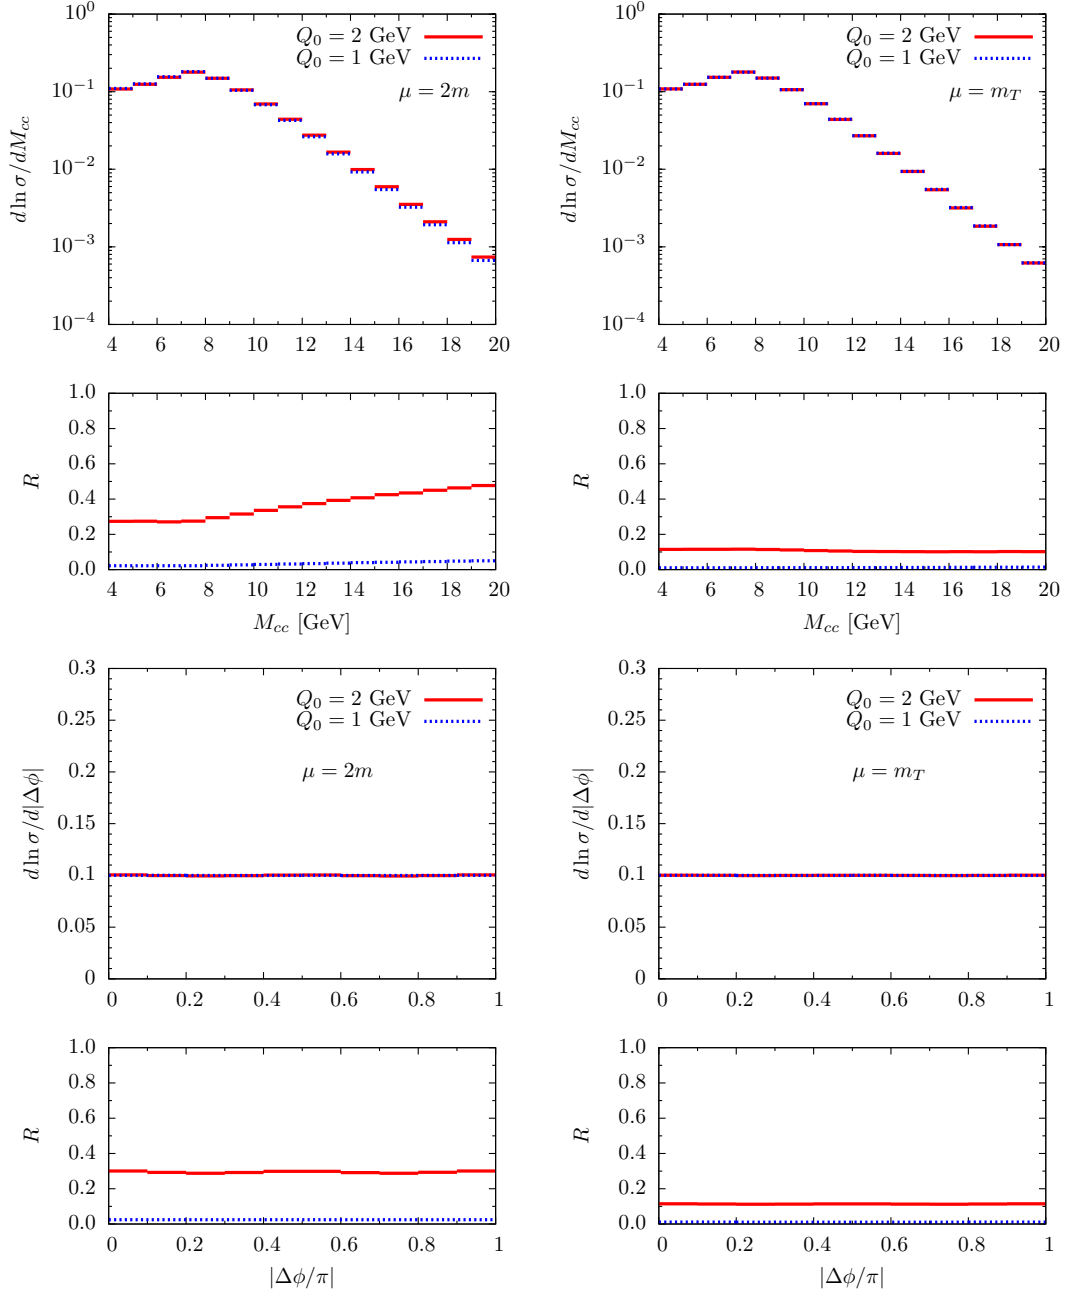 10^0
10^{-1}
10^{-2}
10^{-3}
10^{-4}
d ln σ/dM_{cc}
Q_0 = 2 GeV
Q_0 = 1 GeV
μ = 2m
4 6 8 10 12 14 16 18 20
10^0
10^{-1}
10^{-2}
10^{-3}
10^{-4}
d ln σ/dM_{cc}
Q_0 = 2 GeV
Q_0 = 1 GeV
μ = m_T
4 6 8 10 12 14 16 18 20
1.0
0.8
0.6
0.4
0.2
0.0
R
4 6 8 10 12 14 16 18 20
M_{cc} [GeV]
1.0
0.8
0.6
0.4
0.2
0.0
R
4 6 8 10 12 14 16 18 20
M_{cc} [GeV]
0.3
0.25
0.2
0.15
0.1
0.05
0
d ln σ/d|Δϕ|
Q_0 = 2 GeV
Q_0 = 1 GeV
μ = 2m
0 0.2 0.4 0.6 0.8 1
0.3
0.25
0.2
0.15
0.1
0.05
0
d ln σ/d|Δϕ|
Q_0 = 2 GeV
Q_0 = 1 GeV
μ = m_T
0 0.2 0.4 0.6 0.8 1
1.0
0.8
0.6
0.4
0.2
0.0
R
0 0.2 0.4 0.6 0.8 1
|Δϕ/π|
1.0
0.8
0.6
0.4
0.2
0.0
R
0 0.2 0.4 0.6 0.8 1
|Δϕ/π|